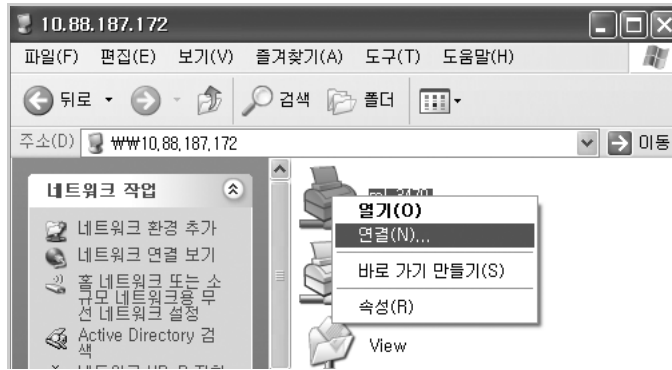 10.88.187.172
파일(F) 편집(E) 보기(V) 즐겨찾기(A) 도구(T) 도움말(H)
뒤로 검색 폴더
주소(D) ₩₩10.88.187.172 이동
네트워크 작업
네트워크 환경 추가
네트워크 연결 보기
홈 네트워크 또는 소
규모 네트워크용 무
선 네트워크 설정
Active Directory 검
색
열기(O)
연결(N)...
바로 가기 만들기(S)
속성(R)
View